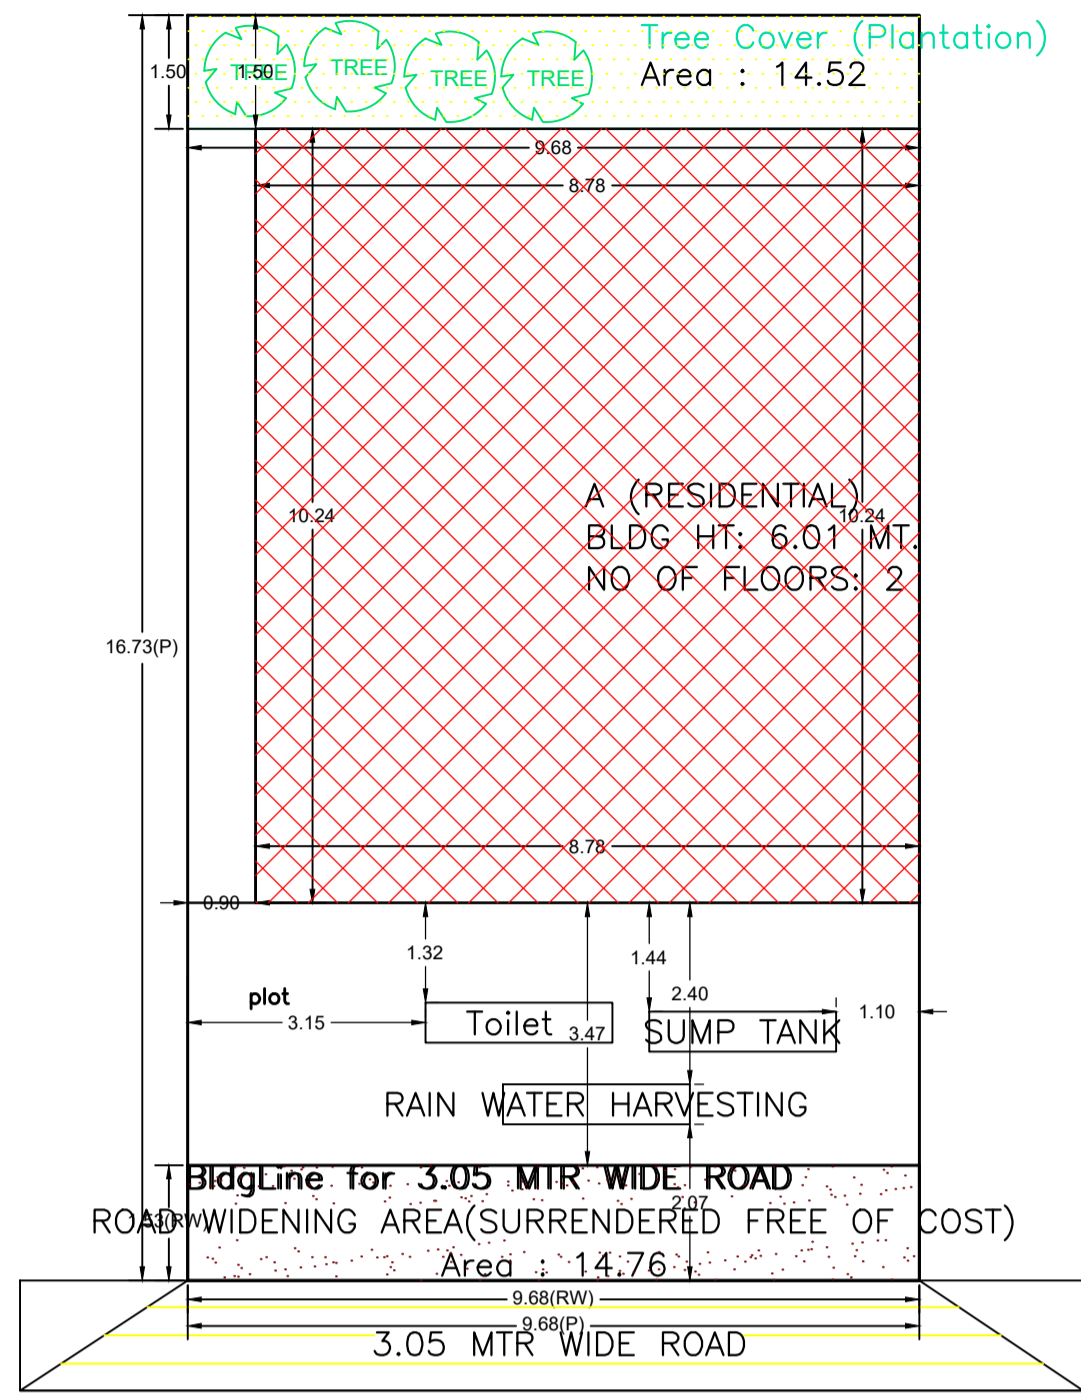 Tree Cover (Plantation)
Area : 14.52
1.50
1.50
TREE
TREE
TREE
TREE
9.68
8.78
A (RESIDENTIAL)
BLDG HT: 6.01 MT.
NO OF FLOORS: 2
10.24
10.24
16.73(P)
8.78
0.90
1.32
1.44
2.40
plot
3.15
1.10
Toilet
3.47
SUMP TANK
RAIN WATER HARVESTING
BldgLine for 3.05 MTR WIDE ROAD
2.07
ROAD WIDENING AREA(SURRENDERED FREE OF COST)
Area : 14.76
9.68(RW)
9.68(P)
3.05 MTR WIDE ROAD